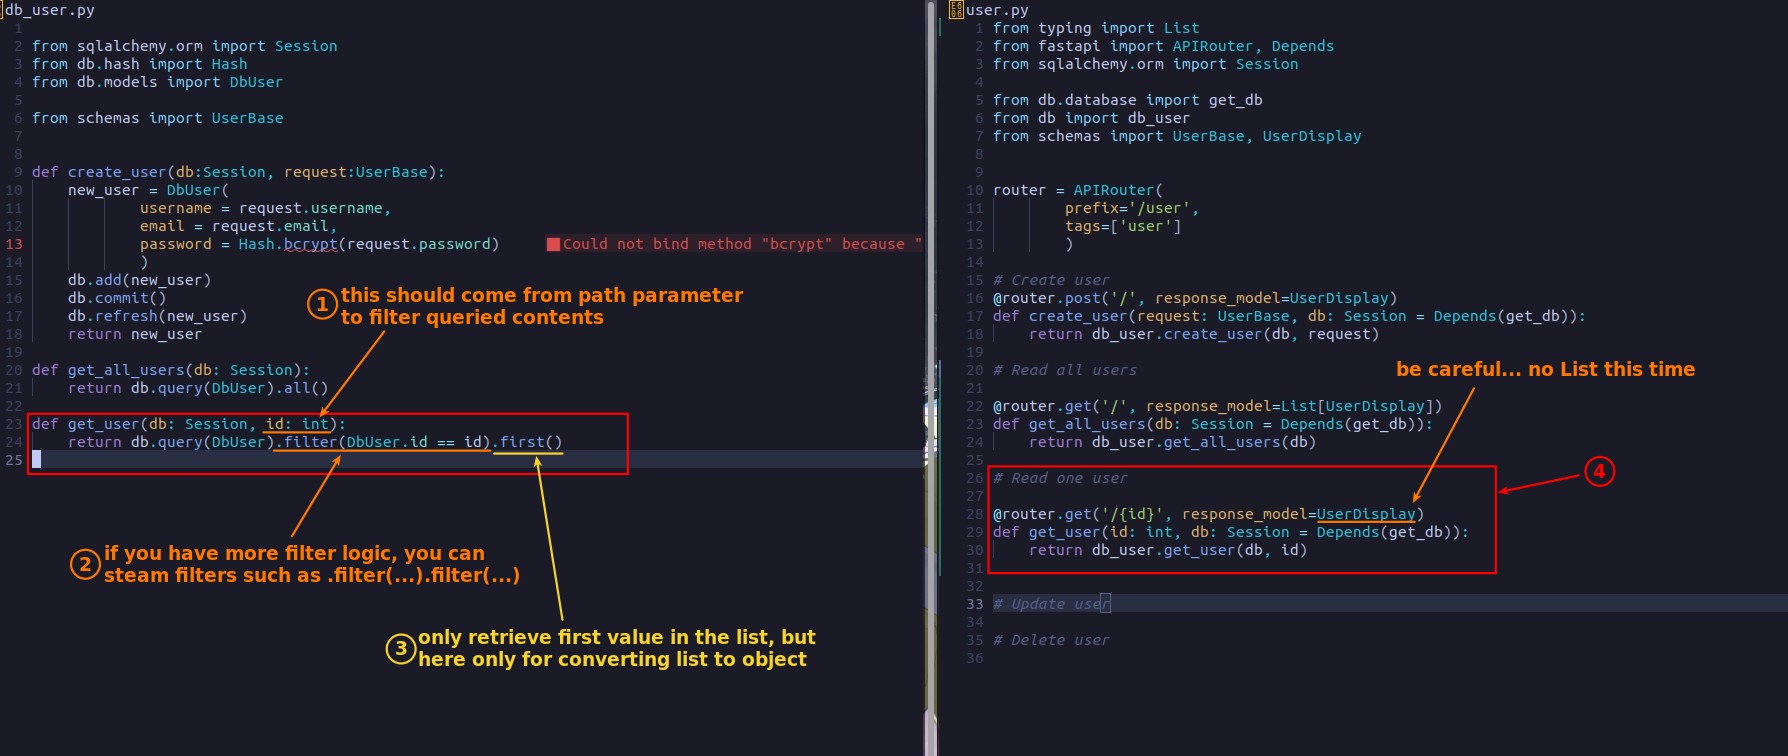 db_user.py
1
2 from sqlalchemy.orm import Session
3 from db.hash import Hash
4 from db.models import DbUser
5
6 from schemas import UserBase
7
8
9 def create_user(db:Session, request:UserBase):
10 new_user = DbUser(
11 username = request.username,
12 email = request.email,
13 password = Hash.bcrypt(request.password) Could not bind method "bcrypt" because "
14 )
15 db.add(new_user)
16 db.commit()
17 db.refresh(new_user)
18 return new_user
19
20 def get_all_users(db: Session):
21 return db.query(DbUser).all()
22
23 def get_user(db: Session, id: int):
24 return db.query(DbUser).filter(DbUser.id == id).first()
25
1 this should come from path parameter
to filter queried contents
2 if you have more filter logic, you can
steam filters such as .filter(...).filter(...)
3 only retrieve first value in the list, but
here only for converting list to object
E6
06
user.py
1 from typing import List
2 from fastapi import APIRouter, Depends
3 from sqlalchemy.orm import Session
4
5 from db.database import get_db
6 from db import db_user
7 from schemas import UserBase, UserDisplay
8
9
10 router = APIRouter(
11 prefix='/user',
12 tags=['user']
13 )
14
15 # Create user
16 @router.post('/', response_model=UserDisplay)
17 def create_user(request: UserBase, db: Session = Depends(get_db)):
18 return db_user.create_user(db, request)
19
20 # Read all users
21
22 @router.get('/', response_model=List[UserDisplay])
23 def get_all_users(db: Session = Depends(get_db)):
24 return db_user.get_all_users(db)
25
26 # Read one user
27
28 @router.get('/{id}', response_model=UserDisplay)
29 def get_user(id: int, db: Session = Depends(get_db)):
30 return db_user.get_user(db, id)
31
32
33 # Update user
34
35 # Delete user
36
be careful... no List this time
4